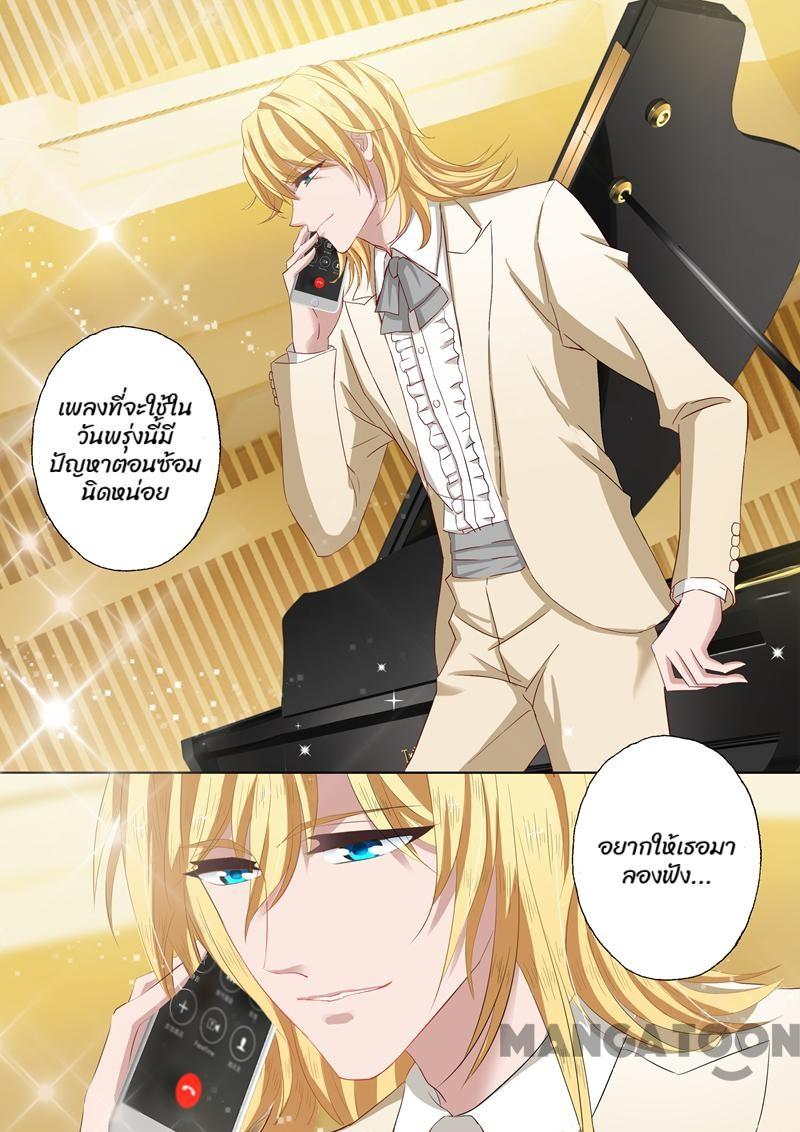 เพลงที่จะใช้ใน
วันพรุ่งนี้มี
ปัญหาตอนซ้อม
นิดหน่อย
อยากให้เธอมา
ลองฟัง...
MANGATOON